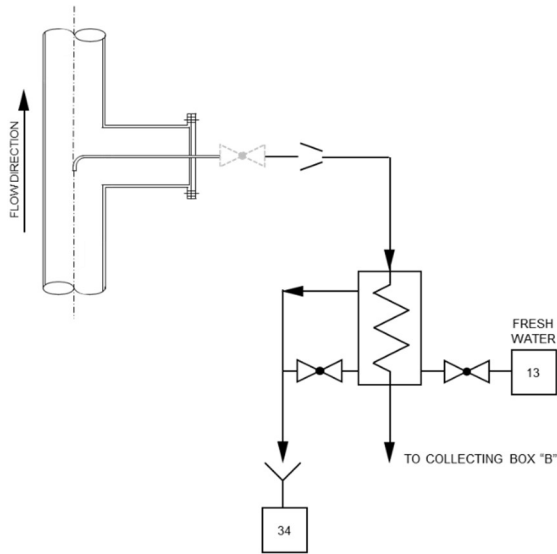 FLOW DIRECTION
FRESH
WATER
13
TO COLLECTING BOX "B"
34